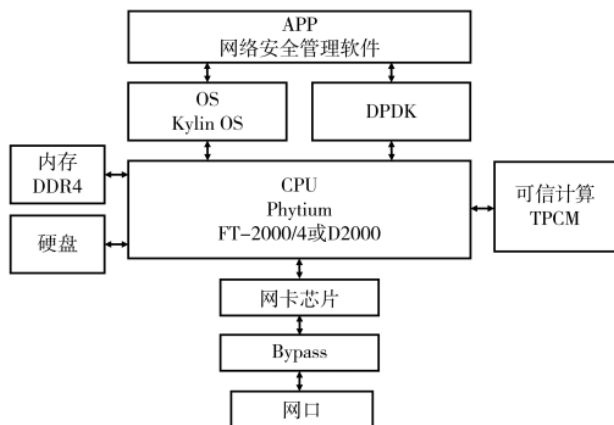 APP
网络安全管理软件
OS
Kylin OS
DPDK
内存
DDR4
硬盘
CPU
Phytium
FT-2000/4或D2000
可信计算
TPCM
网卡芯片
Bypass
网口